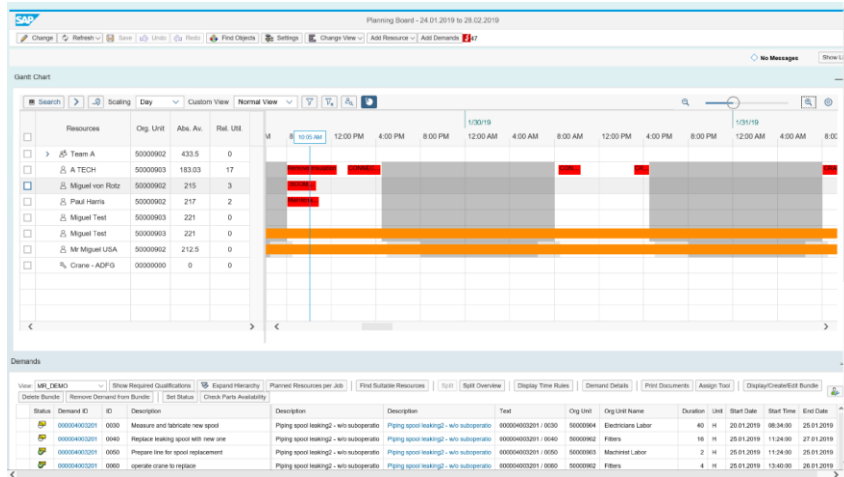 SAP
Planning Board - 24.01.2019 to 28.02.2019
Change Refresh Save Undo Redo Find Objects Settings Change View Add Resource Add Demands 67
No Messages Show
Gantt Chart
Search Scaling Day Custom View Normal View
1/30/19 1/31/19
Resources Org. Unit Abs. Av. Rel. Util.
10:05 AM 12:00 PM 4:00 PM 8:00 PM 12:00 AM 4:00 AM 8:00 AM 12:00 PM 4:00 PM 8:00 PM 12:00 AM 4:00 AM
Team A 50000902 433.5 0
A TECH 50000903 183.03 17
Miguel von Rotz 50000902 215 3
Paul Harris 50000902 217 2
Miguel Test 50000903 221 0
Miguel Test 50000903 221 0
Mr Miguel USA 50000902 212.5 0
Crane - ADFG 00000000 0 0
Demands
View: MR_DEMO Show Required Qualifications Expand Hierarchy Planned Resources per Job Find Suitable Resources Split Split Overview Display Time Rules Demand Details Print Documents Assign Tool Display/Create/Edit Bundle
Delete Bundle Remove Demand from Bundle Set Status Check Parts Availability
Status Demand ID ID Description Description Description Text Org Unit Org.Unit Name Duration Unit Start Date Start Time End Date
000004003201 0030 Measure and fabricate new spool Piping spool leaking2 - w/o suboperatio Piping spool leaking2 - w/o suboperatio 000004003201 / 0030 50000904 Electricians Labor 40 H 20.01.2019 08:34:00 25.01.2019
000004003201 0040 Replace leaking spool with new one Piping spool leaking2 - w/o suboperatio Piping spool leaking2 - w/o suboperatio 000004003201 / 0040 50000902 Fitters 16 H 25.01.2019 11:24:00 27.01.2019
000004003201 0050 Prepare line for spool replacement Piping spool leaking2 - w/o suboperatio Piping spool leaking2 - w/o suboperatio 000004003201 / 0050 50000903 Machinist Labor 2 H 25.01.2019 11:24:00 25.01.2019
000004003201 0060 operate crane to replace Piping spool leaking2 - w/o suboperatio Piping spool leaking2 - w/o suboperatio 000004003201 / 0060 50000902 Fitters 4 H 25.01.2019 13:40:00 26.01.2019